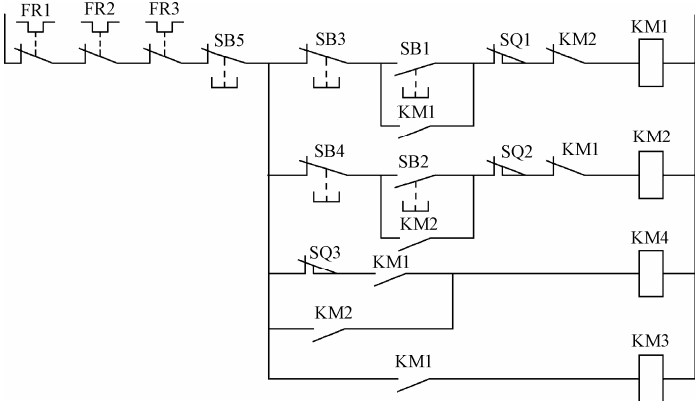 FR1 FR2 FR3
SB5 SB3 SB1 SQ1 KM2 KM1
KM1
SB4 SB2 SQ2 KM1 KM2
KM2
SQ3 KM1 KM4
KM2
KM1 KM3